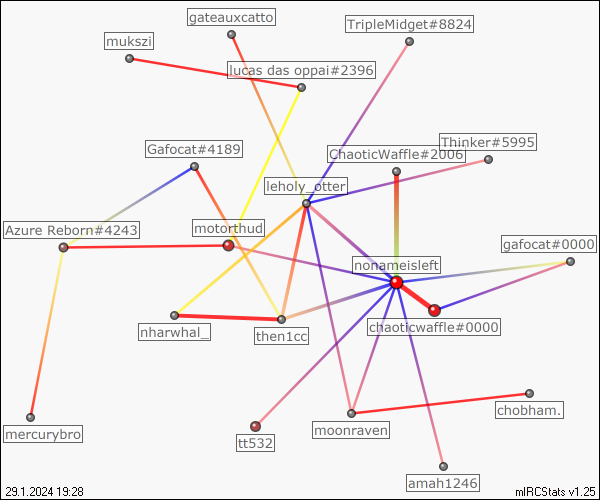 gateauxcatto
TripleMidget#8824
mukszi
lucas das oppai#2396
Thinker#5995
Gafocat#4189
ChaoticWaffle#2006
leholy_otter
Azure Reborn#4243
motorthud
gafocat#0000
nonameisleft
nharwhal_
then1cc
chaoticwaffle#0000
chobham.
mercurybro
tt532
moonraven
amah1246
29.1.2024 19:28
mIRCStats v1.25